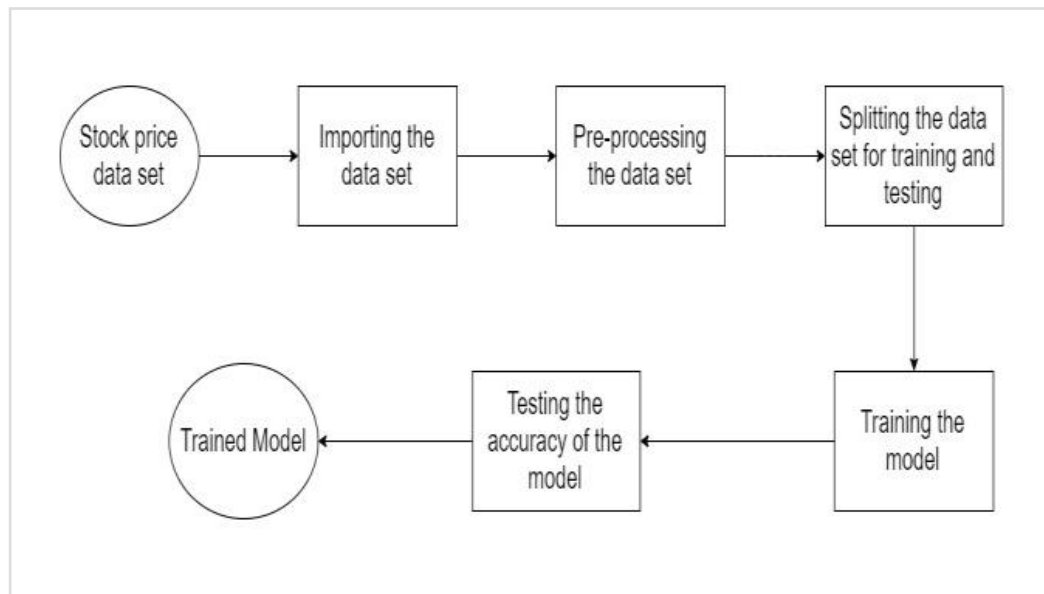 Stock price
data set
Importing the
data set
Pre-processing
the data set
Splitting the data
set for training and
testing
Training the
model
Testing the
accuracy of the
model
Trained Model